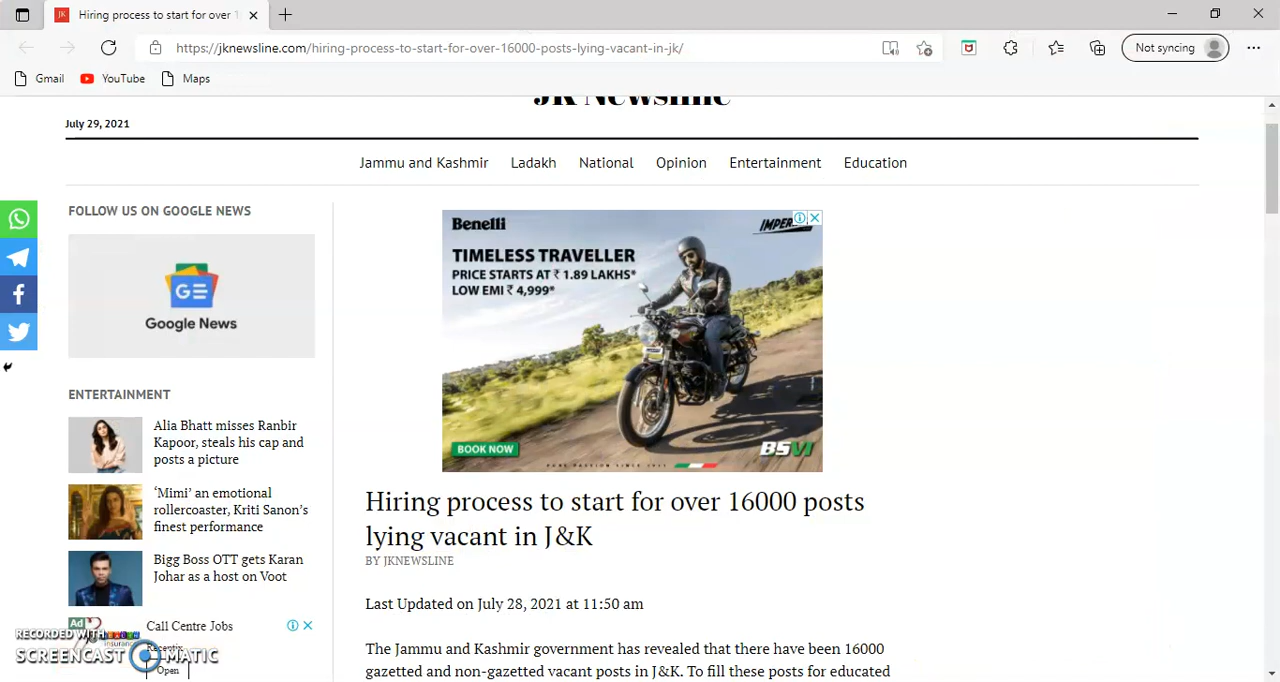 Hiring process to start for over 1
https://jknewsline.com/hiring-process-to-start-for-over-16000-posts-lying-vacant-in-jk/
Not syncing
Gmail
YouTube
Maps
JK Newsline
July 29, 2021
Jammu and Kashmir
Ladakh
National
Opinion
Entertainment
Education
FOLLOW US ON GOOGLE NEWS
GE
Google News
ENTERTAINMENT
Alia Bhatt misses Ranbir
Kapoor, steals his cap and
posts a picture
‘Mimi’ an emotional
rollercoaster, Kriti Sanon’s
finest performance
Bigg Boss OTT gets Karan
Johar as a host on Voot
Ad
Call Centre Jobs
Open
RECORDED WITH
SCREENCAST MATIC
Benelli
TIMELESS TRAVELLER
PRICE STARTS AT ₹ 1.89 LAKHS*
LOW EMI ₹ 4,999*
BOOK NOW
BSVI
Hiring process to start for over 16000 posts
lying vacant in J&K
BY JKNEWSLINE
Last Updated on July 28, 2021 at 11:50 am
The Jammu and Kashmir government has revealed that there have been 16000
gazetted and non-gazetted vacant posts in J&K. To fill these posts for educated